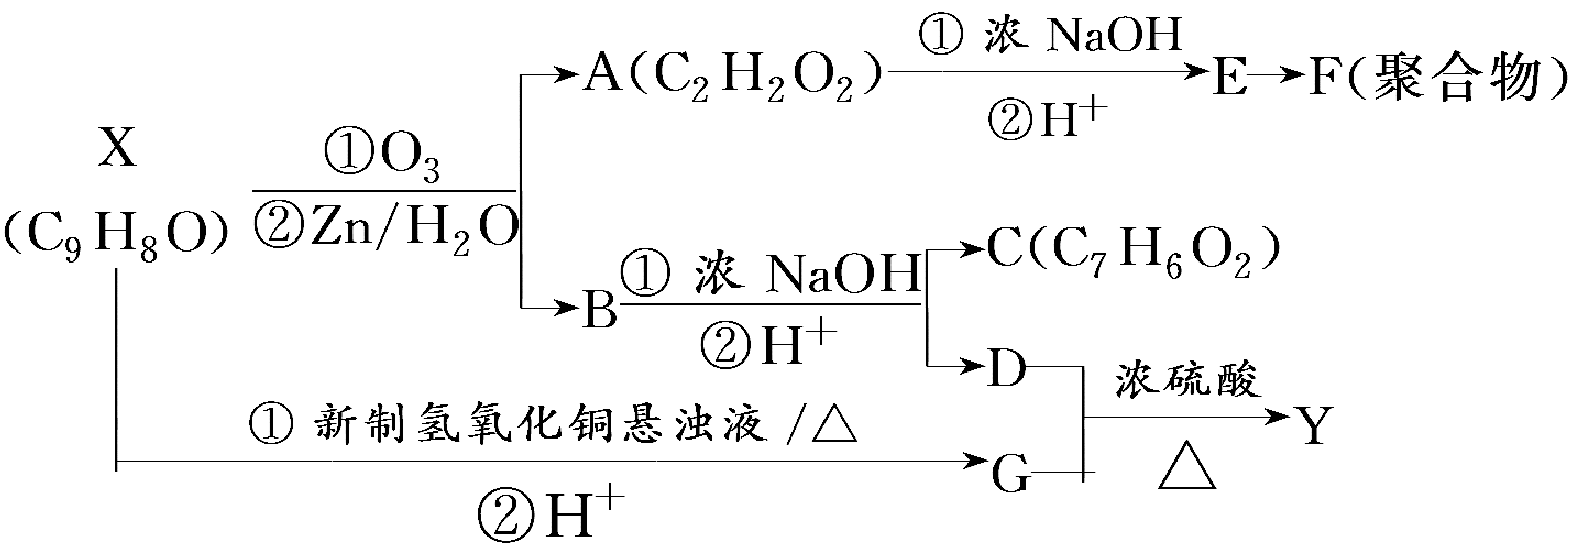 ① 浓 NaOH
A(C₂H₂O₂) E F(聚合物)
② H⁺
X
(C₉H₈O)
①O₃
②Zn/H₂O
C(C₇H₆O₂)
① 浓 NaOH
B
②H⁺
D
浓硫酸
Y
△
① 新制氢氧化铜悬浊液 /△
G
②H⁺